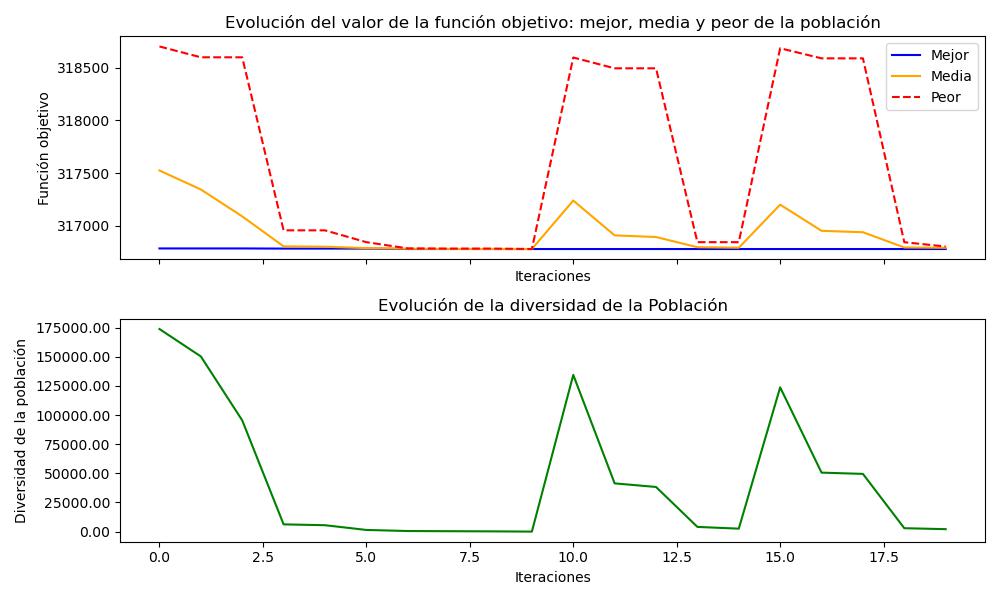 Evolución del valor de la función objetivo: mejor, media y peor de la población
318500
318000
317500
317000
Función objetivo
Mejor
Media
Peor
Iteraciones
Evolución de la diversidad de la Población
175000.00
150000.00
125000.00
100000.00
75000.00
50000.00
25000.00
0.00
Diversidad de la población
0.0 2.5 5.0 7.5 10.0 12.5 15.0 17.5
Iteraciones